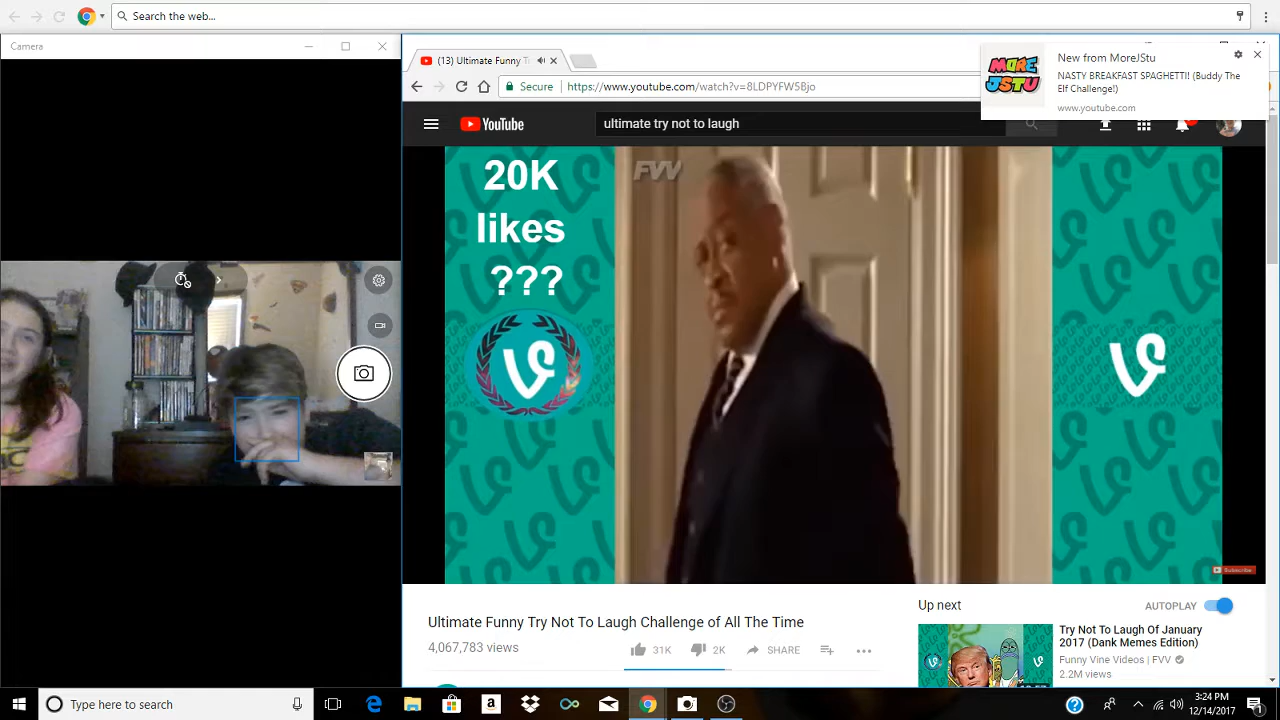 Search the web...
Camera
(13) Ultimate Funny T
Secure
https://www.youtube.com/watch?v=8LDPYFW5Bjo
New from MoreJStu
NASTY BREAKFAST SPAGHETTI! (Buddy The
Elf Challenge!)
www.youtube.com
MORE
JSTU
YouTube
ultimate try not to laugh
20K
likes
???
FVV
Subscribe
Ultimate Funny Try Not To Laugh Challenge of All The Time
4,067,783 views
31K
2K
SHARE
Up next
AUTOPLAY
Try Not To Laugh Of January
2017 (Dank Memes Edition)
Funny Vine Videos | FVV
2.2M views
Type here to search
3:24 PM
12/14/2017